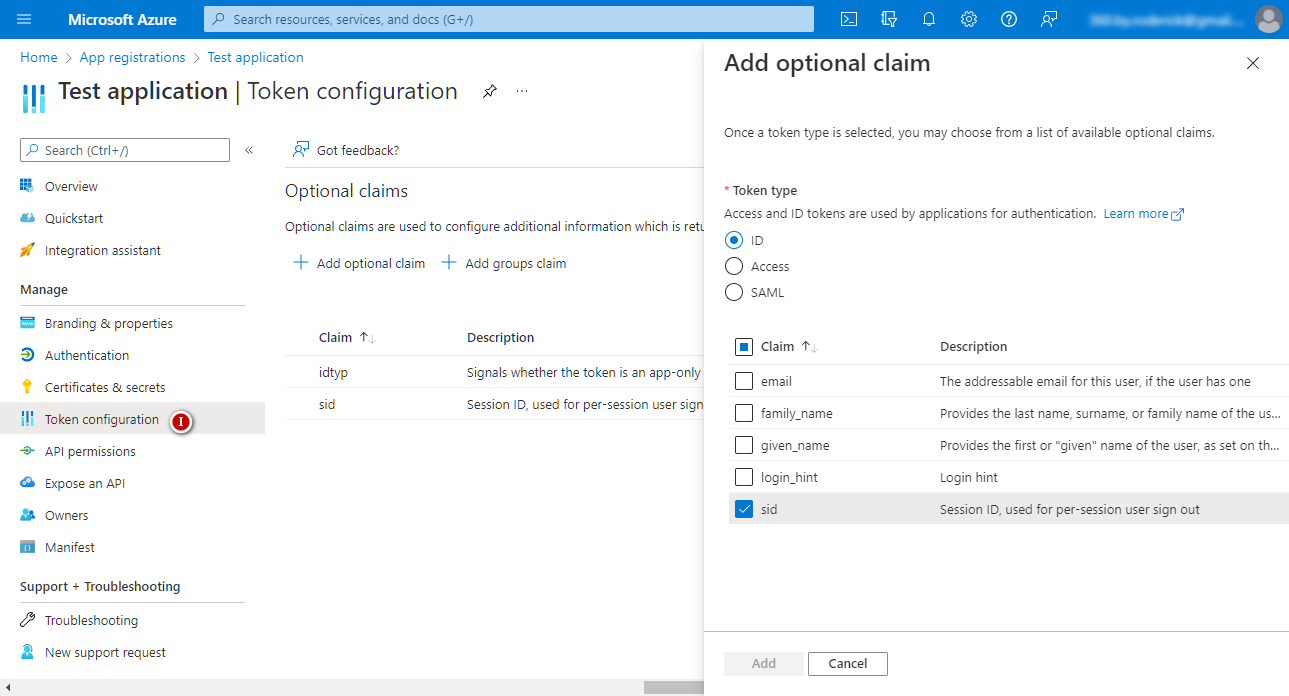 Microsoft Azure
Search resources, services, and docs (G+/)
Home > App registrations > Test application
Test application | Token configuration
...
Search (Ctrl+/)
«
Overview
Quickstart
Integration assistant
Manage
Branding & properties
Authentication
Certificates & secrets
Token configuration
1
API permissions
Expose an API
Owners
Manifest
Support + Troubleshooting
Troubleshooting
New support request
Got feedback?
Optional claims
Optional claims are used to configure additional information which is retu
+ Add optional claim + Add groups claim
Claim ↑↓ Description
idtyp Signals whether the token is an app-only
sid Session ID, used for per-session user sign
Add optional claim
Once a token type is selected, you may choose from a list of available optional claims.
* Token type
Access and ID tokens are used by applications for authentication. Learn more
ID
Access
SAML
Claim ↑↓ Description
email The addressable email for this user, if the user has one
family_name Provides the last name, surname, or family name of the us...
given_name Provides the first or "given" name of the user, as set on th...
login_hint Login hint
sid Session ID, used for per-session user sign out
Add Cancel